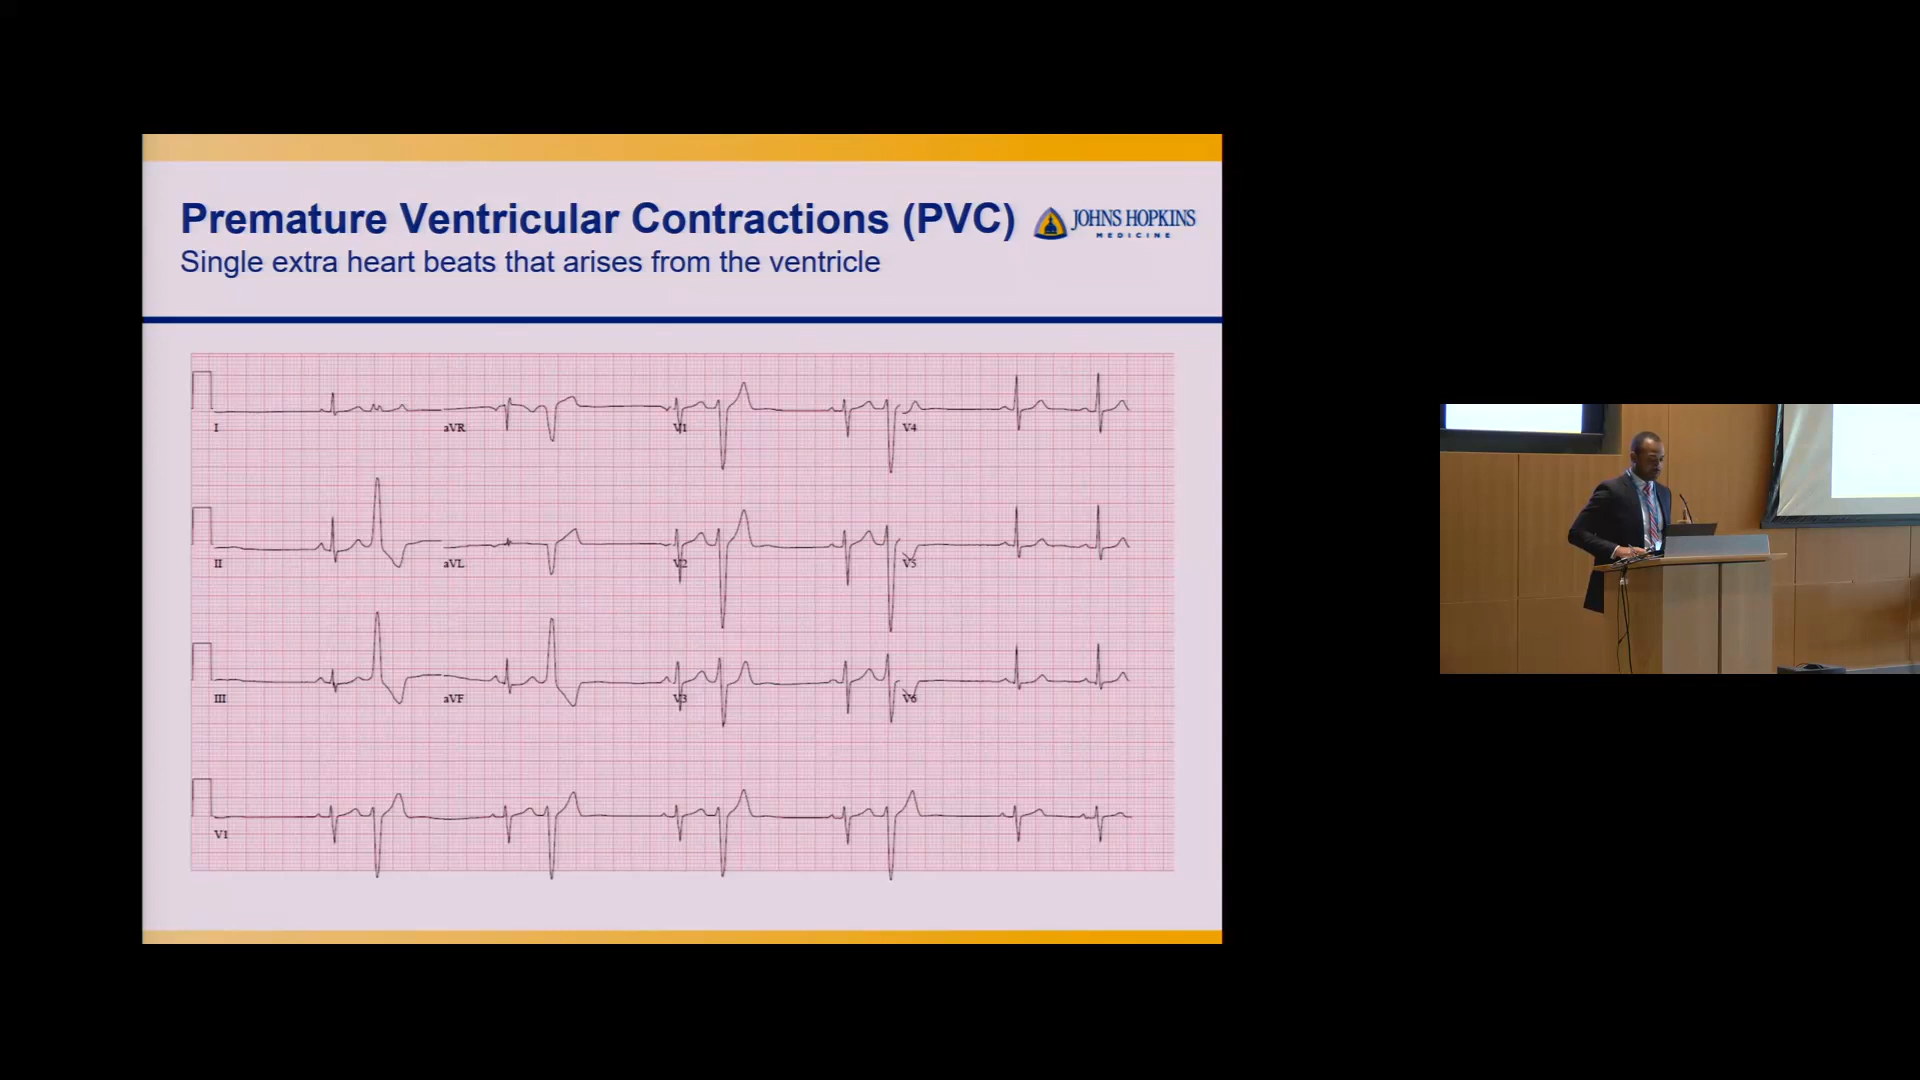 Premature Ventricular Contractions (PVC)
JOHNS HOPKINS
MEDICINE
Single extra heart beats that arises from the ventricle
I
aVR
V1
V4
II
aVL
V2
V5
III
aVF
V3
V6
V1